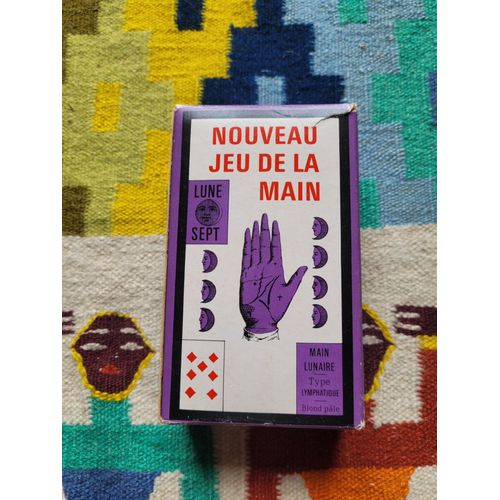 NOUVEAU
JEU DE LA
MAIN
LUNE
SEPT
MAIN
LUNAIRE
Type
LYMPHATIQUE
Blond pâle